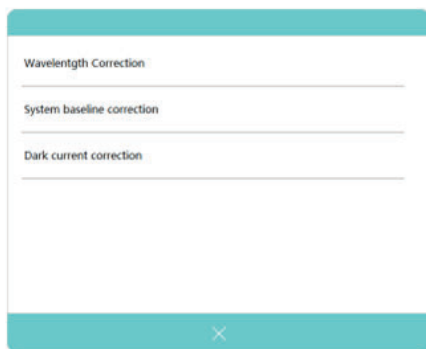 Wavelentgth Correction
System baseline correction
Dark current correction